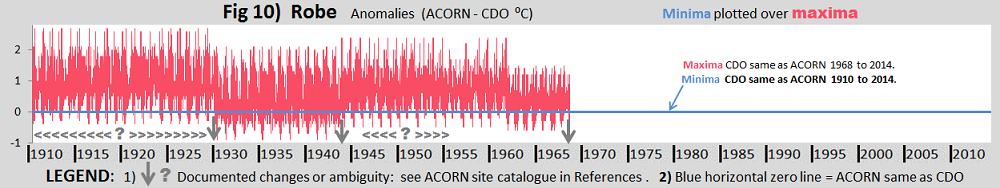 Fig 10) Robe Anomalies (ACORN - CDO ºC) Minima plotted over maxima
2
Maxima CDO same as ACORN 1968 to 2014.
Minima CDO same as ACORN 1910 to 2014.
1
0
<<<<<<<<< ? >>>>>>>>>> <<<< ? >>>>
-1
1910 1915 1920 1925 1930 1935 1940 1945 1950 1955 1960 1965 1970 1975 1980 1985 1990 1995 2000 2005 2010
LEGEND: 1) ? Documented changes or ambiguity: see ACORN site catalogue in References . 2) Blue horizontal zero line = ACORN same as CDO